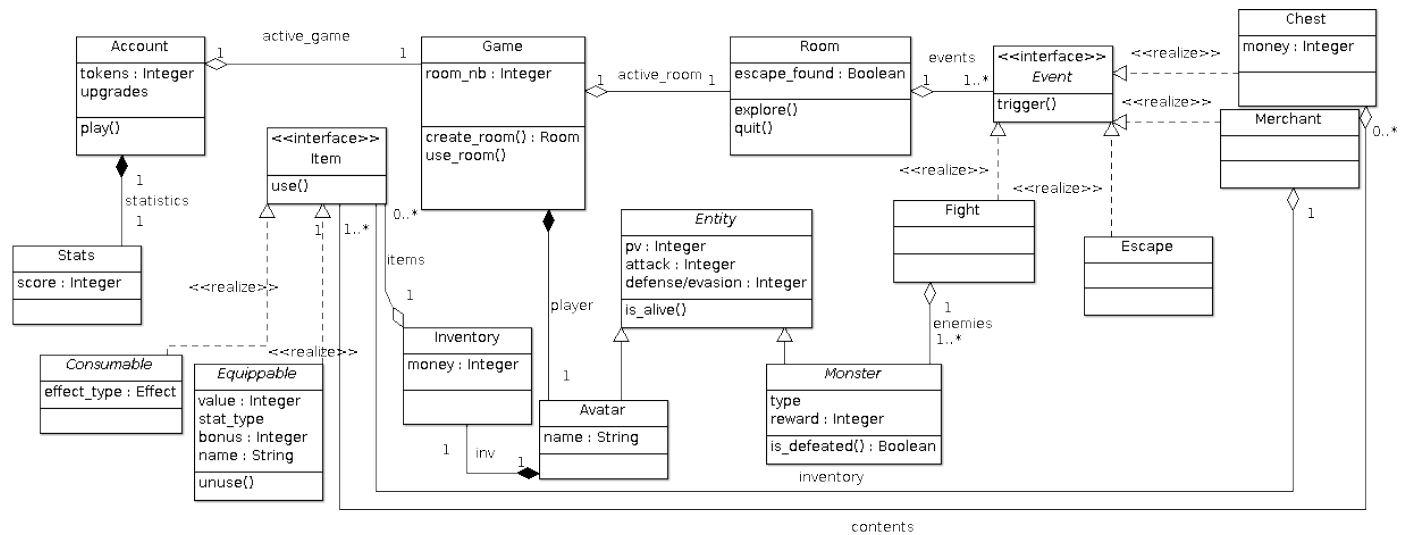 Account
tokens : Integer
upgrades
play()
active_game
1
1
Game
room_nb : Integer
create_room() : Room
use_room()
1
active_room
1
Room
escape_found : Boolean
explore()
quit()
events
1
1..*
<<interface>>
Event
trigger()
<<realize>>
<<realize>>
Chest
money : Integer
0..*
Merchant
1
<<realize>>
<<realize>>
Fight
1
enemies
1..*
Escape
1
statistics
1
Stats
score : Integer
<<interface>>
Item
use()
1
1..*
0..*
items
1
<<realize>>
<<realize>>
Consumable
effect_type : Effect
Equippable
value : Integer
stat_type
bonus : Integer
name : String
unuse()
Inventory
money : Integer
1
inv
1
player
1
Entity
pv : Integer
attack : Integer
defense/evasion : Integer
is_alive()
Avatar
name : String
Monster
type
reward : Integer
is_defeated() : Boolean
inventory
contents